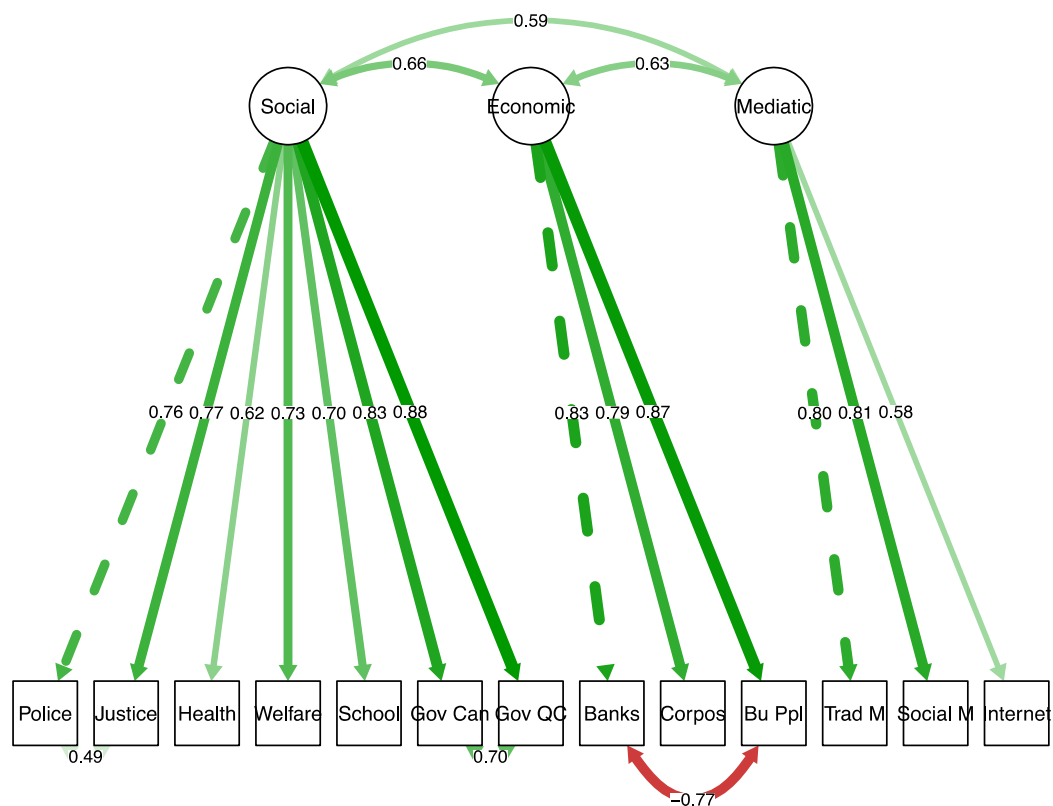 0.59
0.66
0.63
Social
Economic
Mediatic
0.76 0.77 0.62 0.73 0.70 0.83 0.88 0.83 0.79 0.87 0.80 0.81 0.58
Police Justice Health Welfare School Gov Can Gov QC Banks Corpos Bu Ppl Trad M Social M Internet
0.49
0.70
−0.77